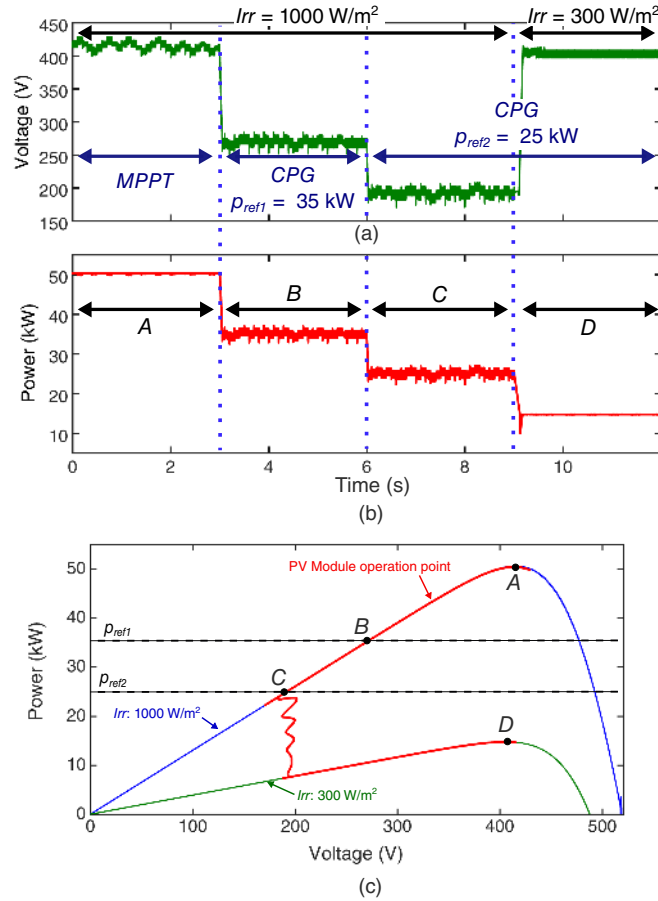 Irr = 1000 W/m²
Irr = 300 W/m²
Voltage (V)
450
400
350
300
250
200
150
MPPT
CPG
p_ref1 = 35 kW
CPG
p_ref2 = 25 kW
(a)
Power (kW)
50
40
30
20
10
A
B
C
D
0
2
4
6
8
10
Time (s)
(b)
Power (kW)
50
40
30
20
10
0
PV Module operation point
A
p_ref1
B
p_ref2
C
D
Irr: 1000 W/m²
Irr: 300 W/m²
0
100
200
300
400
500
Voltage (V)
(c)